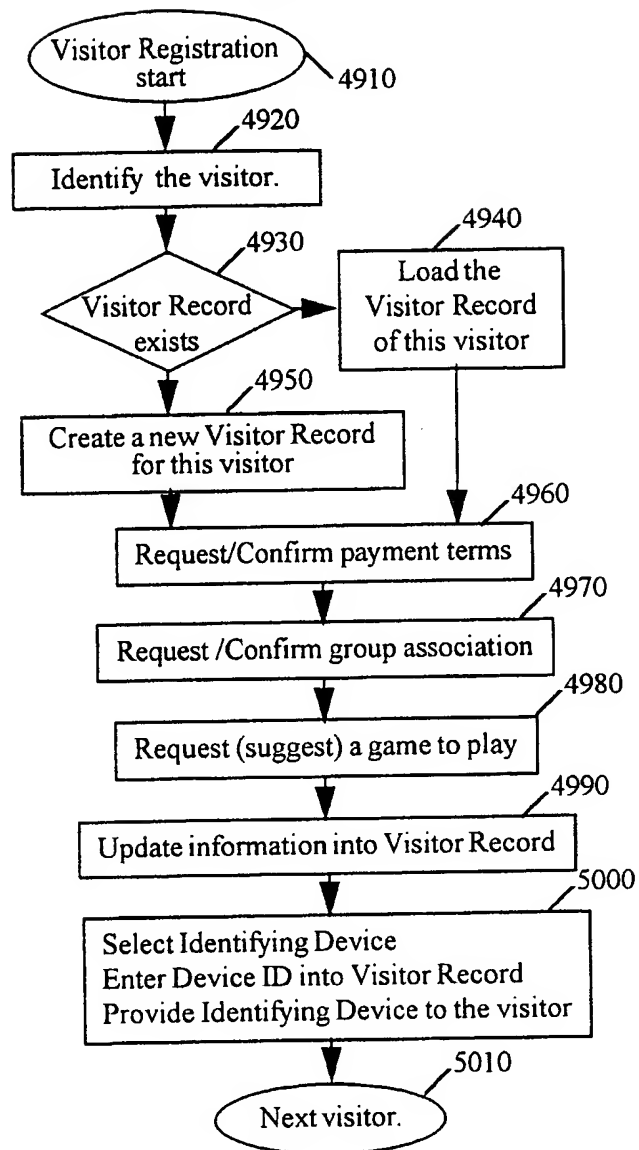 Visitor Registration
start
4910
4920
Identify the visitor.
4930
Visitor Record
exists
4940
Load the
Visitor Record
of this visitor
4950
Create a new Visitor Record
for this visitor
4960
Request/Confirm payment terms
4970
Request /Confirm group association
4980
Request (suggest) a game to play
4990
Update information into Visitor Record
5000
Select Identifying Device
Enter Device ID into Visitor Record
Provide Identifying Device to the visitor
5010
Next visitor.